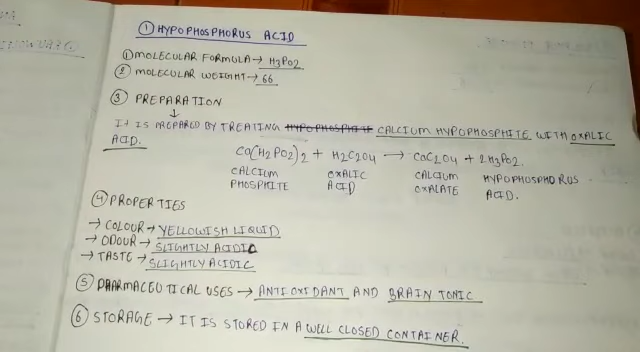 ① HYPOPHOSPHORUS ACID
① MOLECULAR FORMULA → H3PO2
② MOLECULAR WEIGHT → 66
③ PREPARATION
↓
IT IS PREPARED BY TREATING HYPOPHOSPHITE CALCIUM HYPOPHOSPHITE WITH OXALIC
ACID.
Ca(H2PO2)2 + H2C2O4 → CaC2O4 + 2H3PO2.
CALCIUM OXALIC CALCIUM HYPOPHOSPHORUS
PHOSPHITE ACID OXALATE ACID.
④ PROPERTIES
→ COLOUR → YELLOWISH LIQUID
→ ODOUR → SLIGHTLY ACIDIC
→ TASTE → SLIGHTLY ACIDIC
⑤ PHARMACEUTICAL USES → ANTIOXIDANT AND BRAIN TONIC
⑥ STORAGE → IT IS STORED IN A WELL CLOSED CONTAINER.